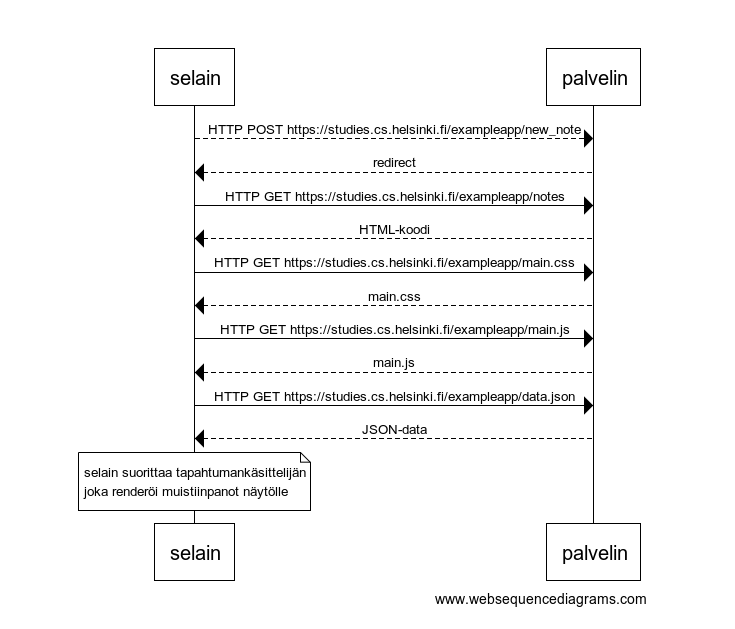 selain palvelin
HTTP POST https://studies.cs.helsinki.fi/exampleapp/new_note
redirect
HTTP GET https://studies.cs.helsinki.fi/exampleapp/notes
HTML-koodi
HTTP GET https://studies.cs.helsinki.fi/exampleapp/main.css
main.css
HTTP GET https://studies.cs.helsinki.fi/exampleapp/main.js
main.js
HTTP GET https://studies.cs.helsinki.fi/exampleapp/data.json
JSON-data
selain suorittaa tapahtumankäsittelijän
joka renderöi muistiinpanot näytölle
selain palvelin
www.websequencediagrams.com